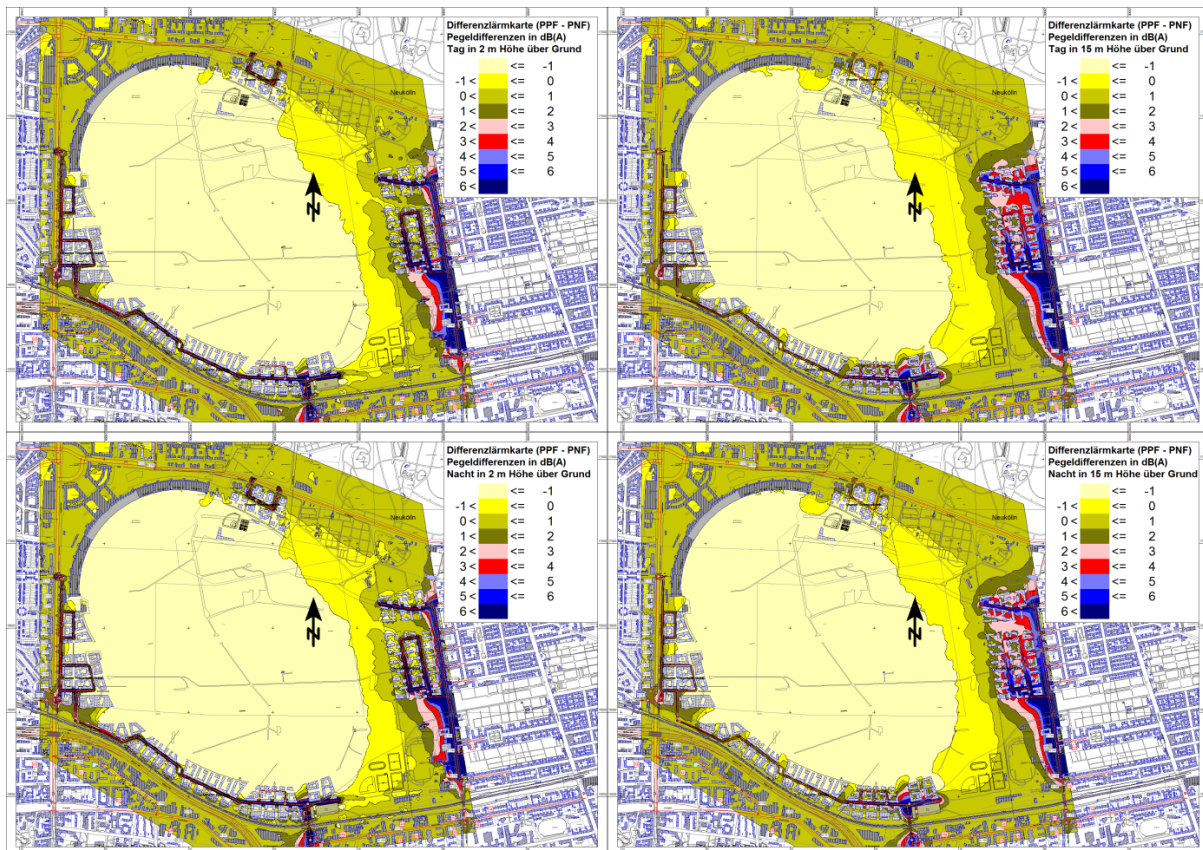 Differenzlärmkarte (PPF - PNF)
Pegeldifferenzen in dB(A)
Tag in 2 m Höhe über Grund
<= -1
-1 < <= 0
0 < <= 1
1 < <= 2
2 < <= 3
3 < <= 4
4 < <= 5
5 < <= 6
6 <
Neukölln
N
Differenzlärmkarte (PPF - PNF)
Pegeldifferenzen in dB(A)
Tag in 15 m Höhe über Grund
<= -1
-1 < <= 0
0 < <= 1
1 < <= 2
2 < <= 3
3 < <= 4
4 < <= 5
5 < <= 6
6 <
Neukölln
N
Differenzlärmkarte (PPF - PNF)
Pegeldifferenzen in dB(A)
Nacht in 2 m Höhe über Grund
<= -1
-1 < <= 0
0 < <= 1
1 < <= 2
2 < <= 3
3 < <= 4
4 < <= 5
5 < <= 6
6 <
Neukölln
N
Differenzlärmkarte (PPF - PNF)
Pegeldifferenzen in dB(A)
Nacht in 15 m Höhe über Grund
<= -1
-1 < <= 0
0 < <= 1
1 < <= 2
2 < <= 3
3 < <= 4
4 < <= 5
5 < <= 6
6 <
Neukölln
N